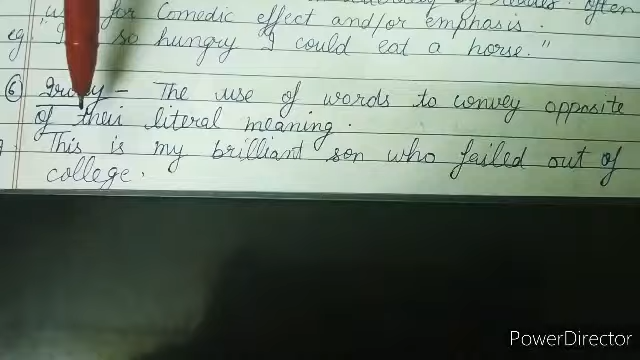 for Comedic effect and/or emphasis.
eg. so hungry I could eat a horse."
6 Irony - The use of words to convey opposite
of their literal meaning.
This is my brilliant son who failed out of
college.
PowerDirector